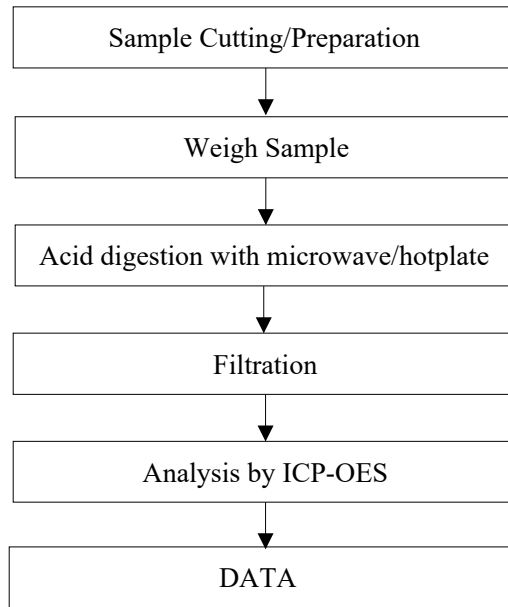 Sample Cutting/Preparation
Weigh Sample
Acid digestion with microwave/hotplate
Filtration
Analysis by ICP-OES
DATA